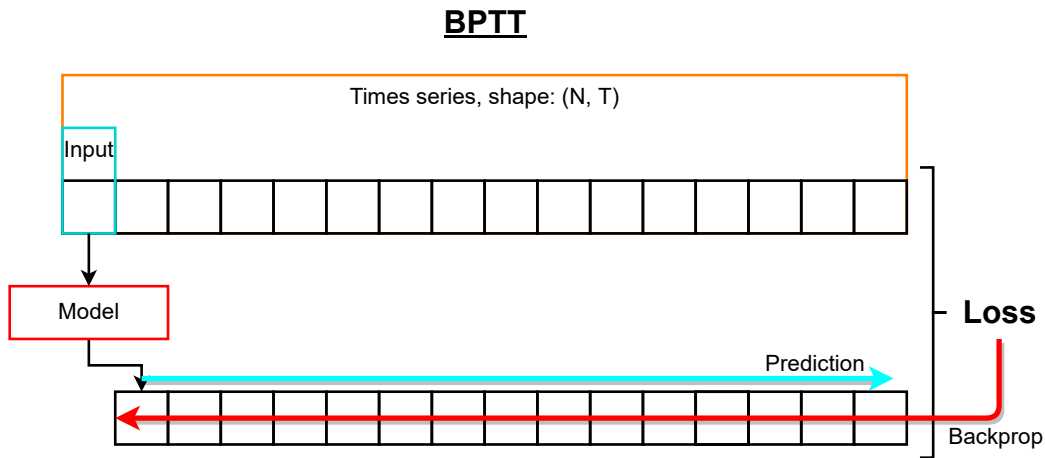 BPTT
Times series, shape: (N, T)
Input
Model
Loss
Prediction
Backprop